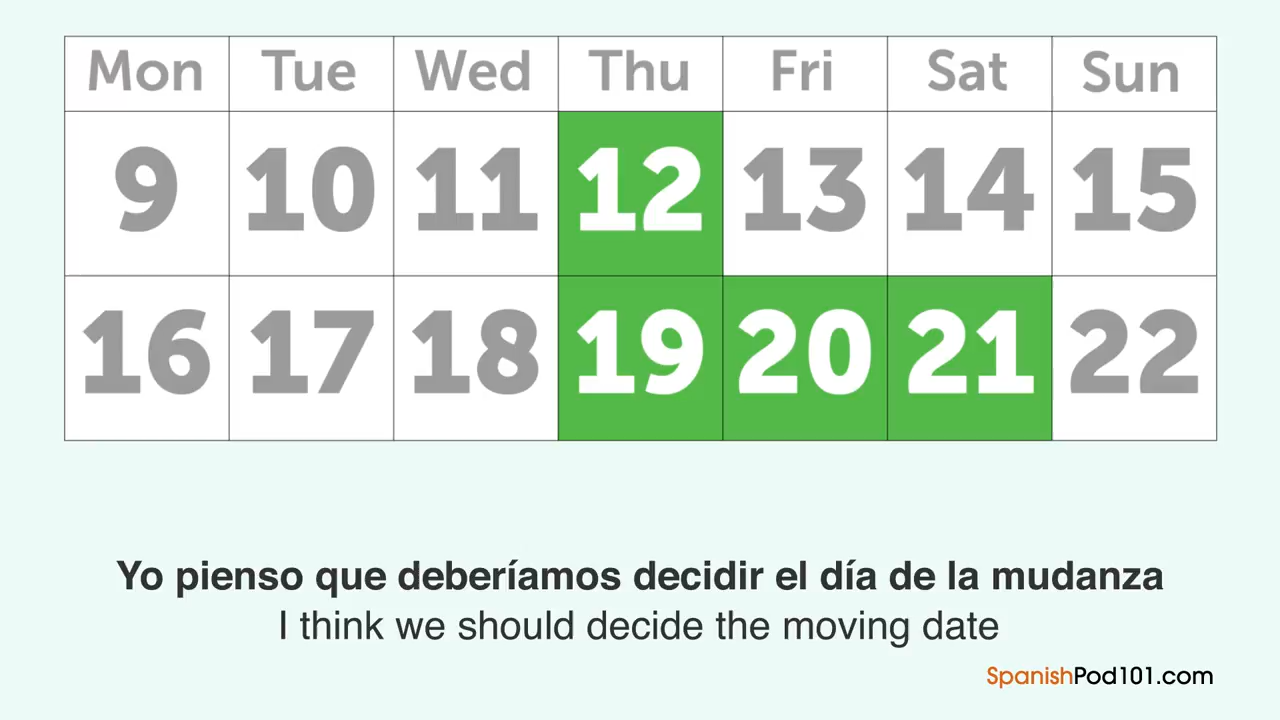 Mon Tue Wed Thu Fri Sat Sun
9 10 11 12 13 14 15
16 17 18 19 20 21 22
Yo pienso que deberíamos decidir el día de la mudanza
I think we should decide the moving date
SpanishPod101.com